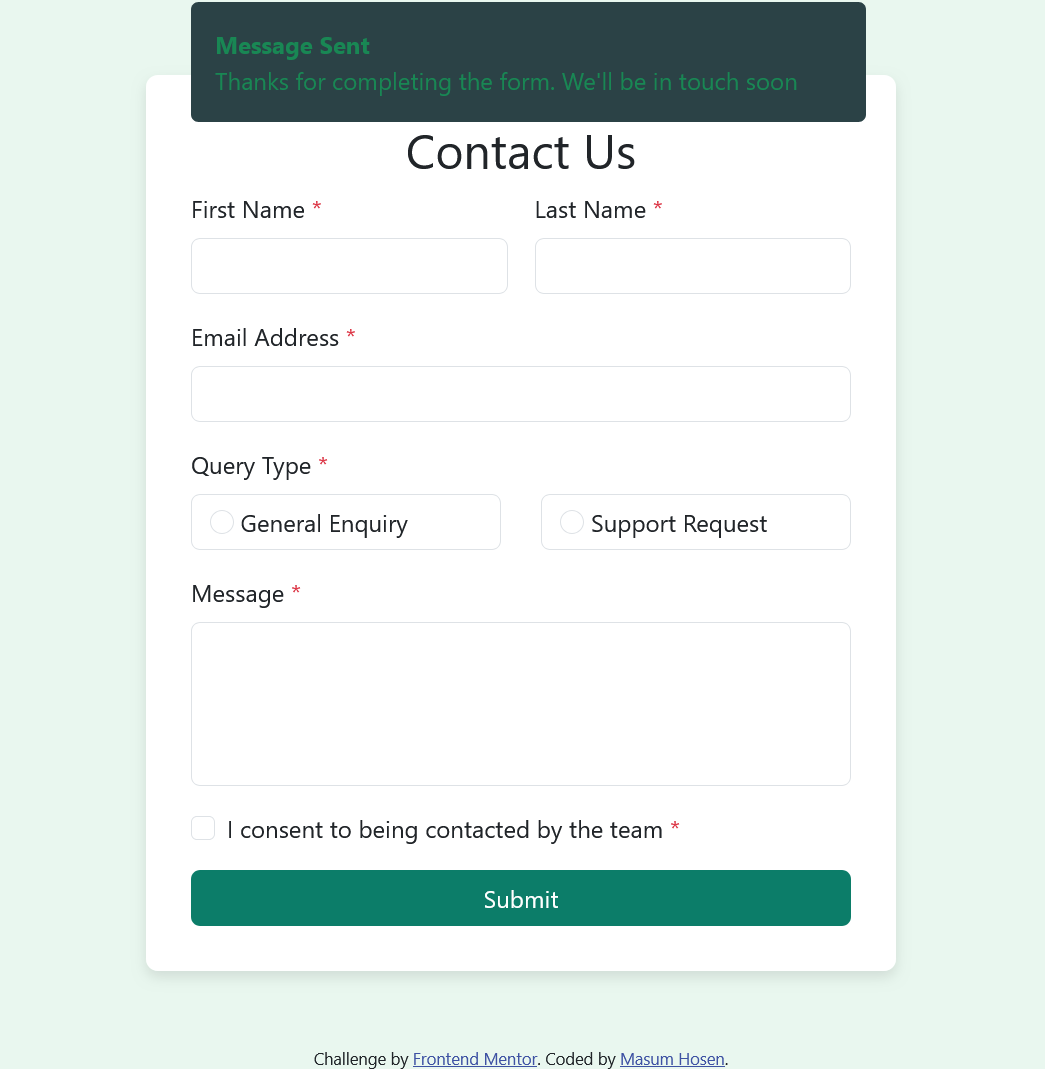 Message Sent
Thanks for completing the form. We'll be in touch soon
Contact Us
First Name * Last Name *
Email Address *
Query Type *
General Enquiry Support Request
Message *
I consent to being contacted by the team *
Submit
Challenge by Frontend Mentor. Coded by Masum Hosen.